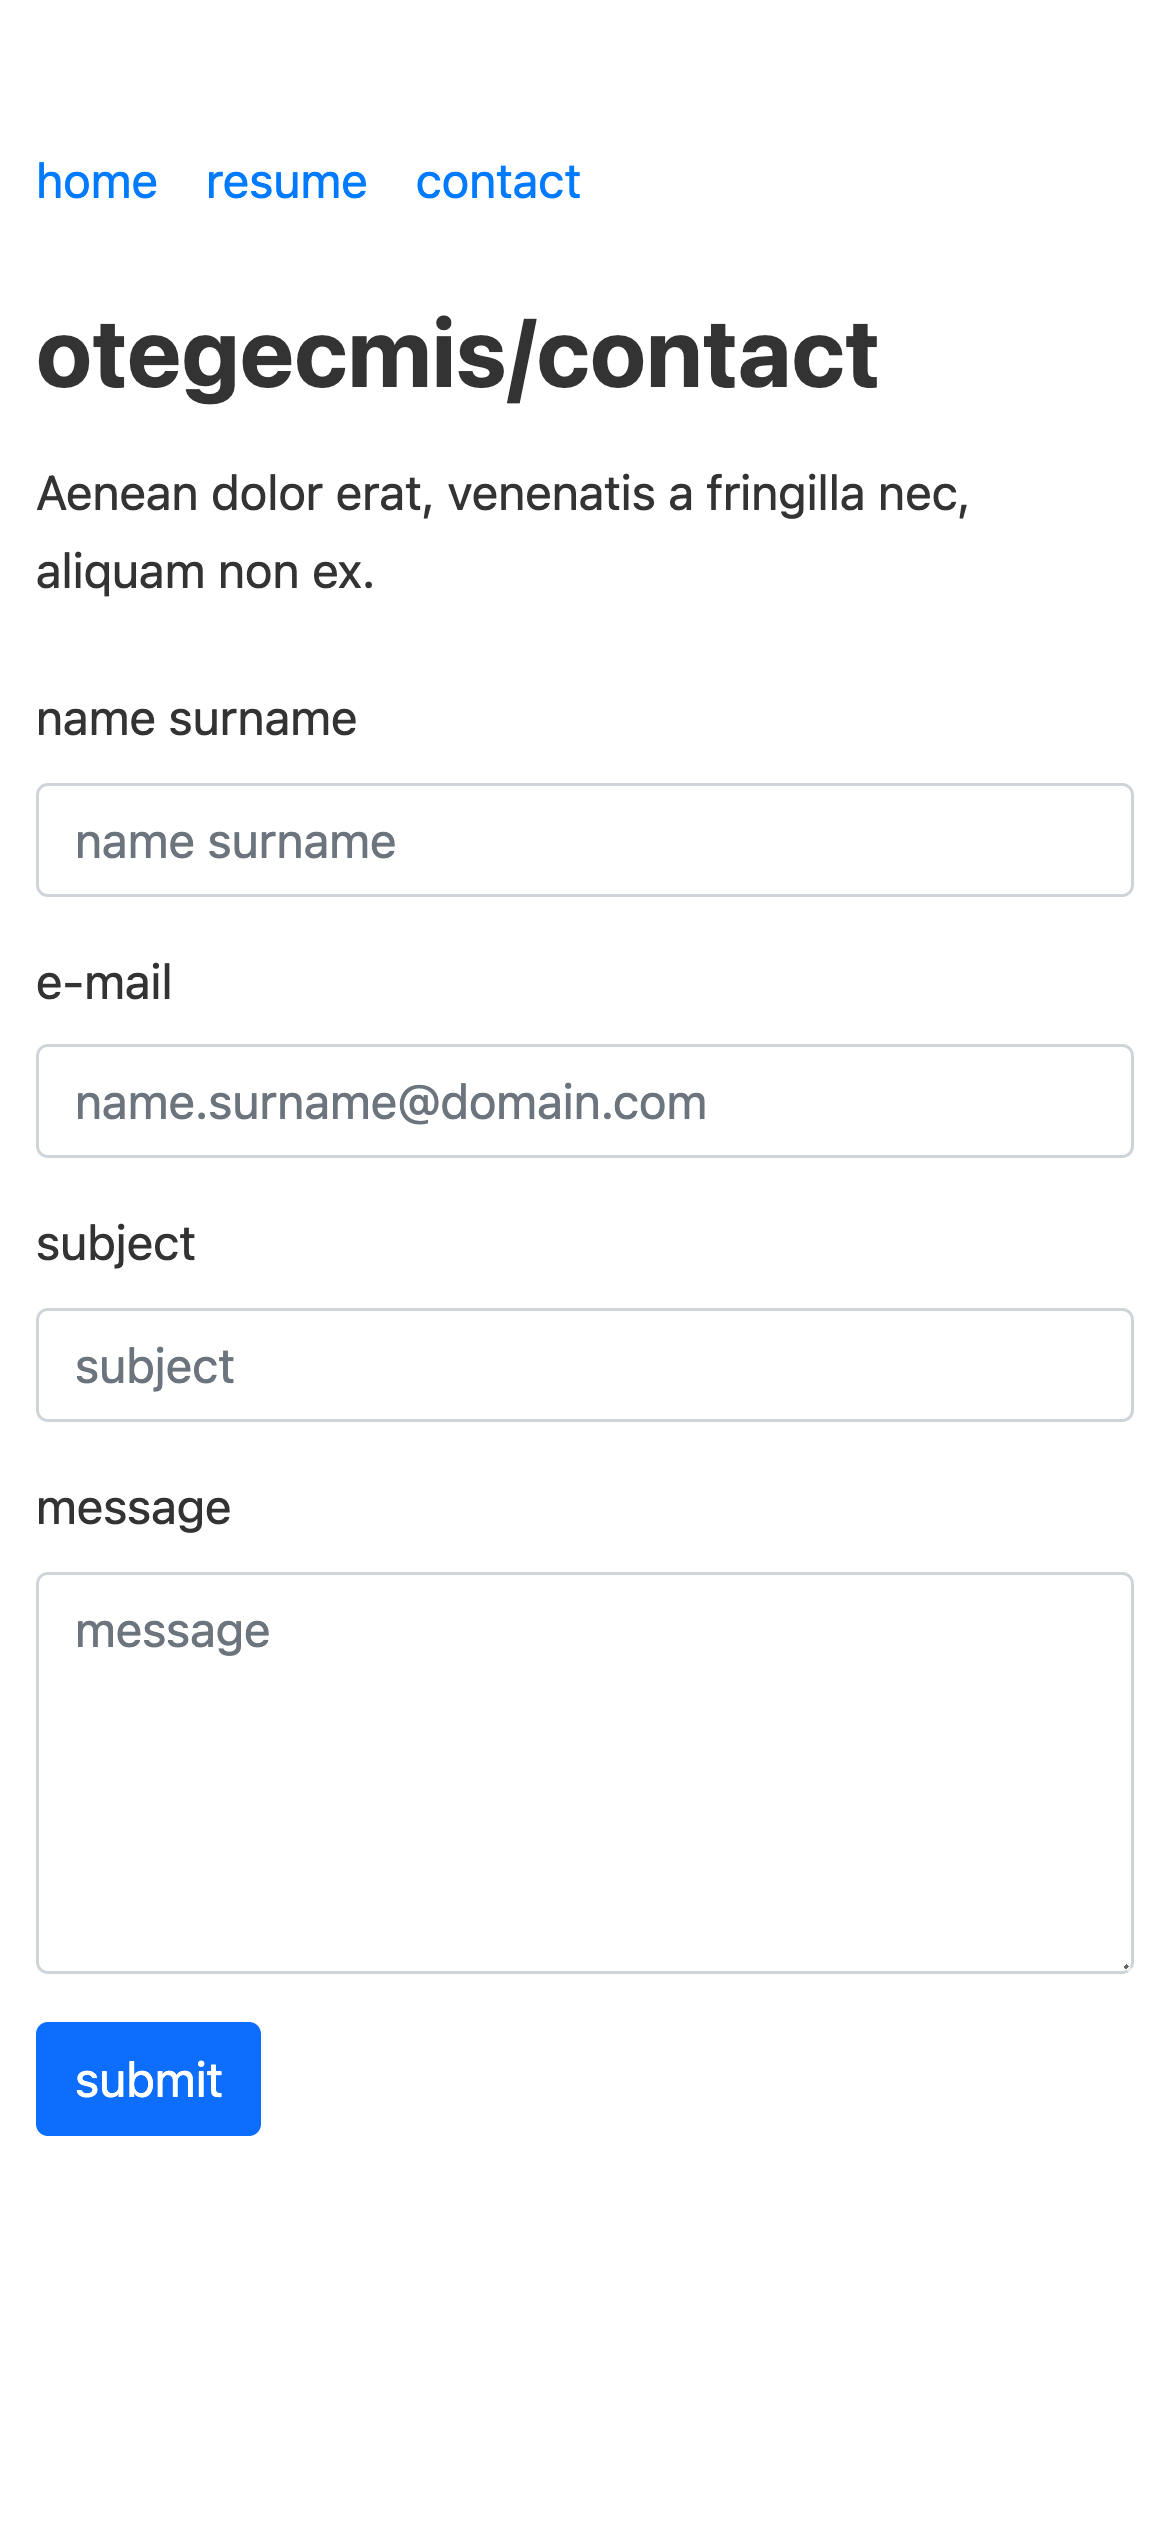 home resume contact
otegecmis/contact
Aenean dolor erat, venenatis a fringilla nec,
aliquam non ex.
name surname
name surname
e-mail
name.surname@domain.com
subject
subject
message
message
submit